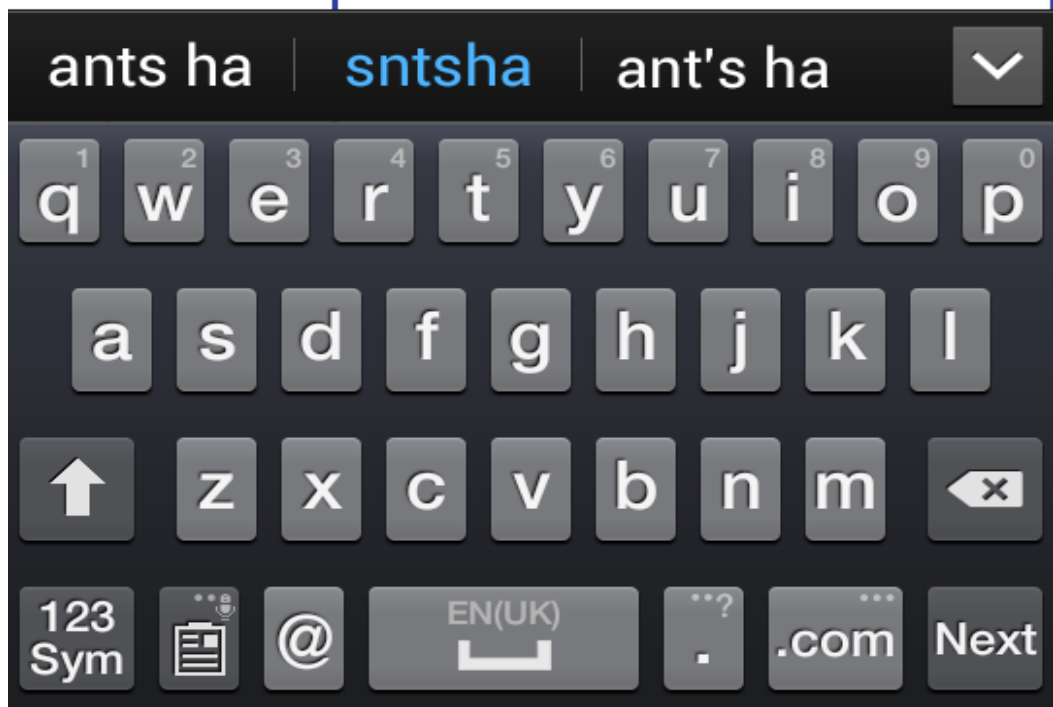 ants ha sntsha ant's ha
1 2 3 4 5 6 7 8 9 0
q w e r t y u i o p
a s d f g h j k l
z x c v b n m
123 Sym @ EN(UK) . ? .com Next